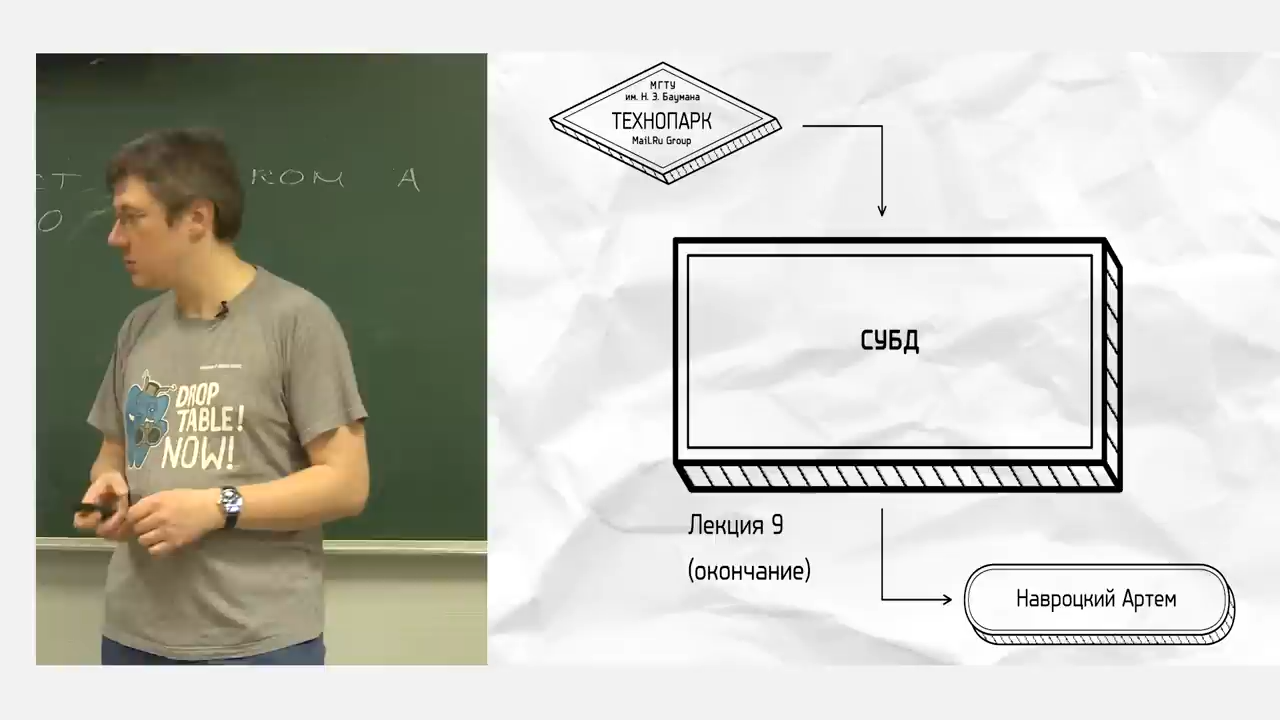 ROM A
O
DROP
TABLE!
NOW!
МГТУ
им. Н. Э. Баумана
ТЕХНОПАРК
Mail.Ru Group
СУБД
Лекция 9
(окончание)
Навроцкий Артем